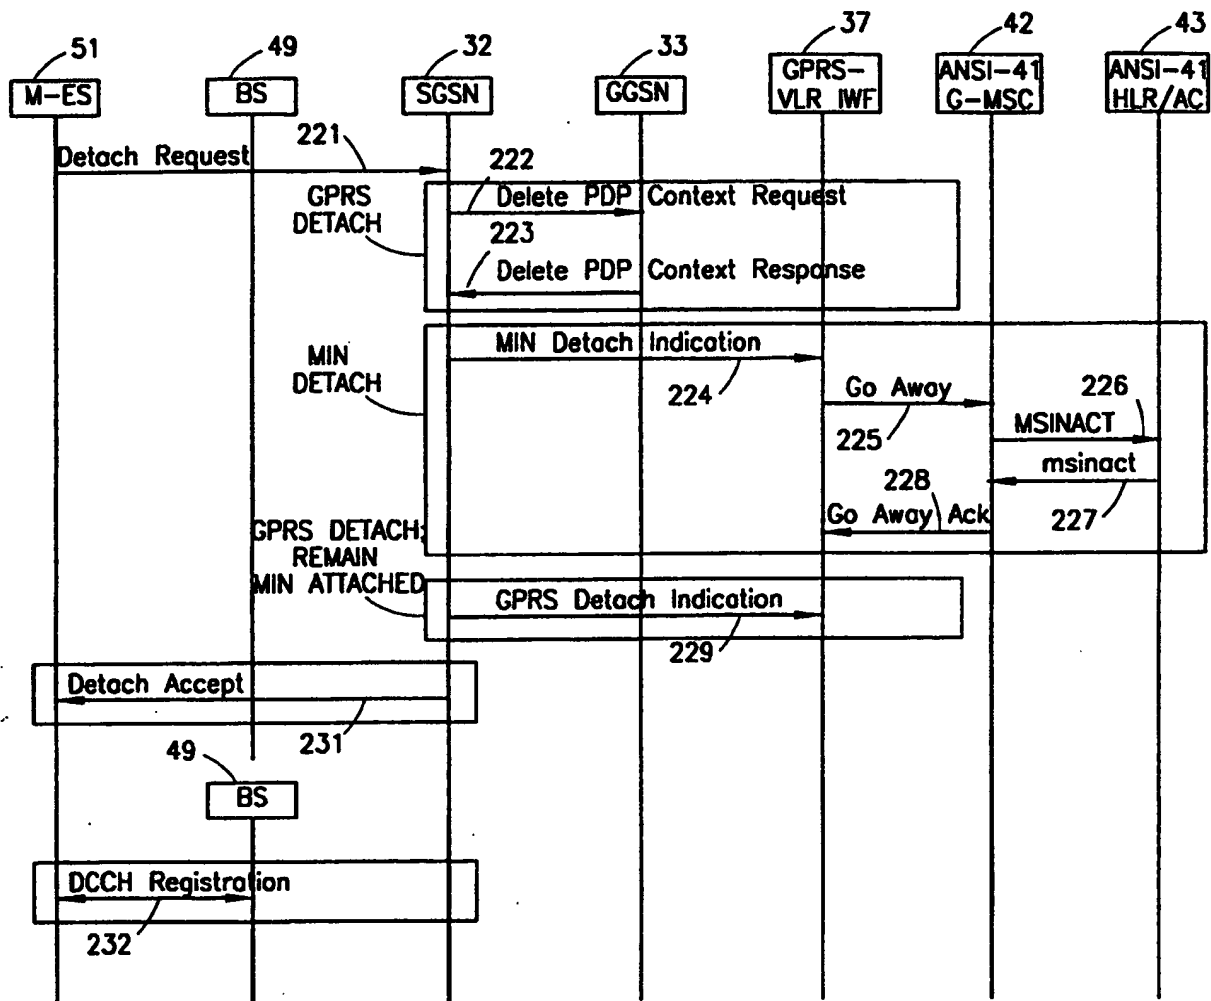 51
49
32
33
37
42
43
M-ES
BS
SGSN
GGSN
GPRS-
VLR IWF
ANSI-41
G-MSC
ANSI-41
HLR/AC
221
Detach Request
222
GPRS
DETACH
Delete PDP Context Request
223
Delete PDP Context Response
MIN
DETACH
MIN Detach Indication
224
Go Away
225
226
MSINACT
msinact
227
228
Go Away Ack
GPRS DETACH;
REMAIN
MIN ATTACHED
GPRS Detach Indication
229
Detach Accept
231
49
BS
DCCH Registration
232